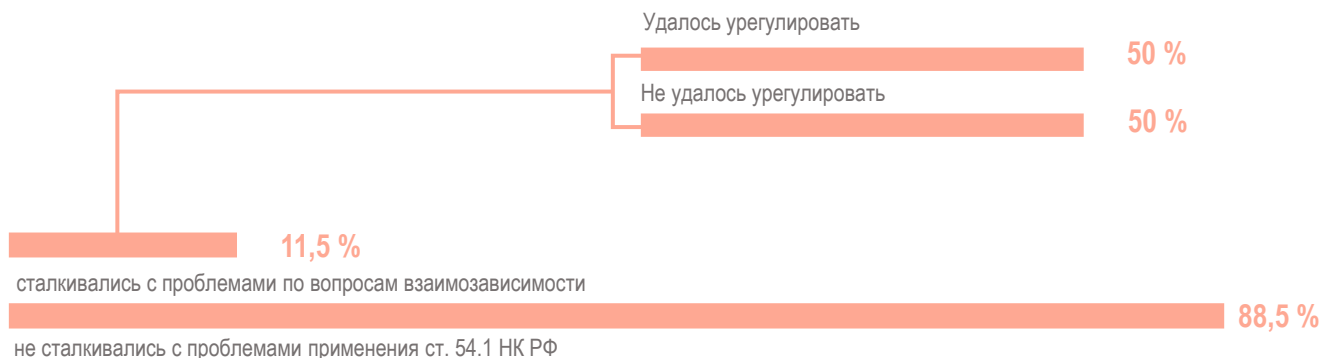 Удалось урегулировать
50 %
Не удалось урегулировать
50 %
11,5 %
сталкивались с проблемами по вопросам взаимозависимости
88,5 %
не сталкивались с проблемами применения ст. 54.1 НК РФ